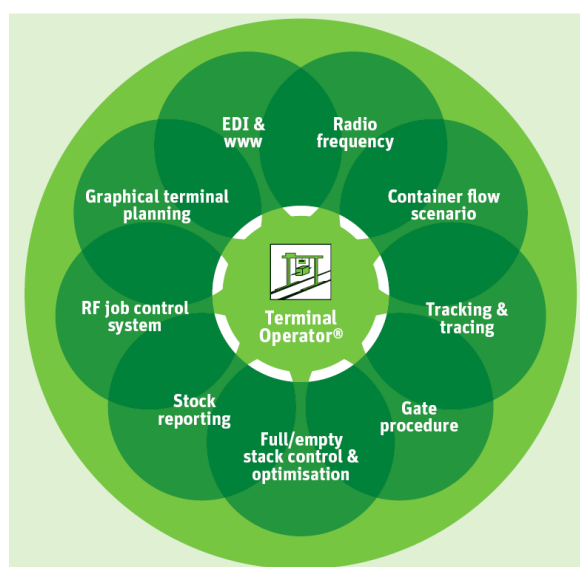 EDI &
www
Radio
frequency
Graphical terminal
planning
Container flow
scenario
RF job control
system
Terminal
Operator®
Tracking &
tracing
Stock
reporting
Gate
procedure
Full/empty
stack control &
optimisation